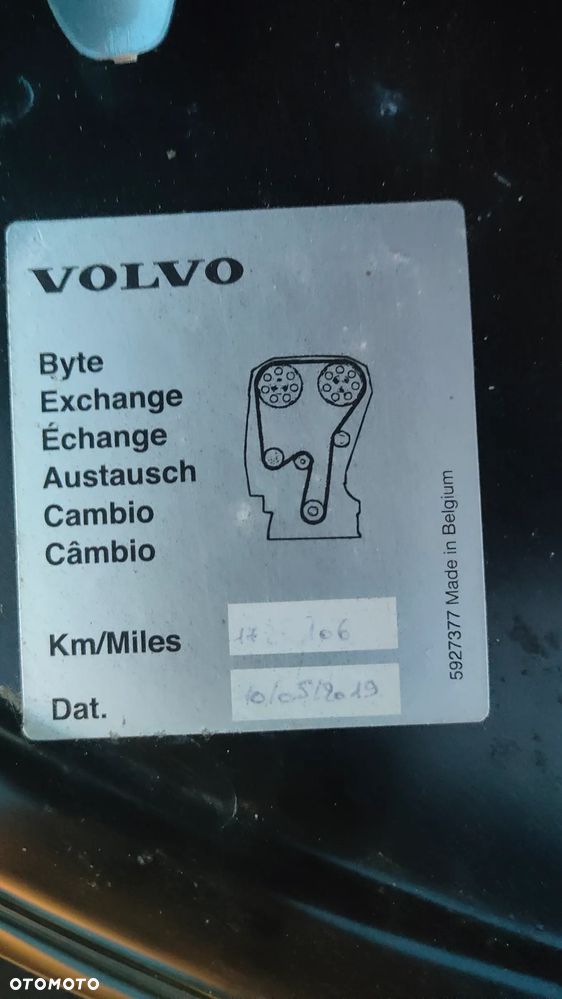 VOLVO
Byte
Exchange
Échange
Austausch
Cambio
Câmbio
Km/Miles
Dat. 10/05/2019
5927377 Made in Belgium
OTOMOTO